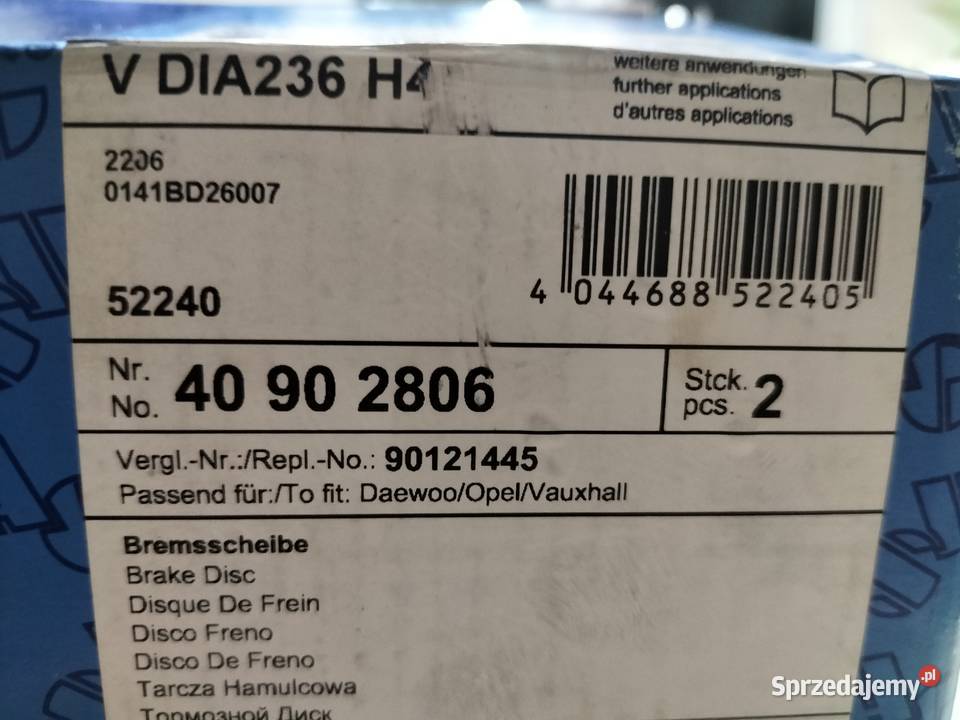 V DIA236 H4
weitere anwendungen
further applications
d'autres applications
2206
0141BD26007
52240
4 044688 522405
Nr.
No. 40 90 2806
Stck.
pcs. 2
Vergl.-Nr.:/Repl.-No.: 90121445
Passend für:/To fit: Daewoo/Opel/Vauxhall
Bremsscheibe
Brake Disc
Disque De Frein
Disco Freno
Disco De Freno
Tarcza Hamulcowa
Тормозной Диск
Sprzedajemy.pl